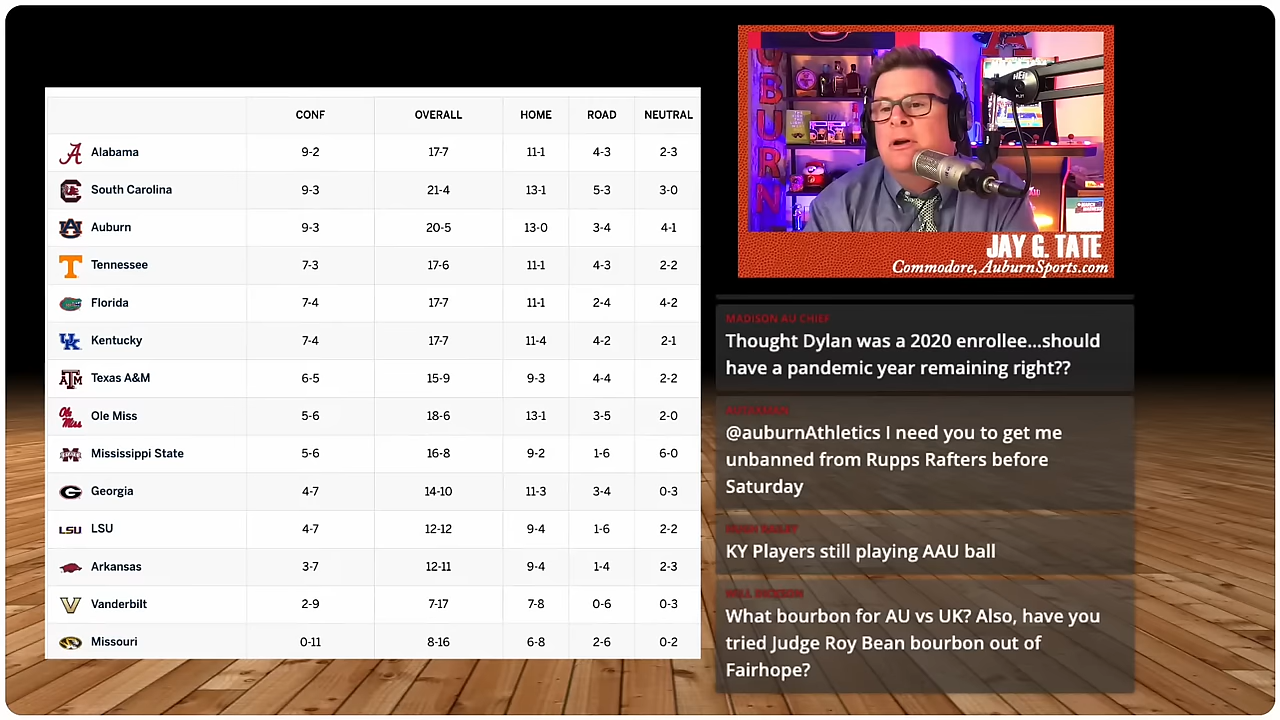 CONF OVERALL HOME ROAD NEUTRAL
Alabama 9-2 17-7 11-1 4-3 2-3
South Carolina 9-3 21-4 13-1 5-3 3-0
Auburn 9-3 20-5 13-0 3-4 4-1
Tennessee 7-3 17-6 11-1 4-3 2-2
Florida 7-4 17-7 11-1 2-4 4-2
Kentucky 7-4 17-7 11-4 4-2 2-1
Texas A&M 6-5 15-9 9-3 4-4 2-2
Ole Miss 5-6 18-6 13-1 3-5 2-0
Mississippi State 5-6 16-8 9-2 1-6 6-0
Georgia 4-7 14-10 11-3 3-4 0-3
LSU 4-7 12-12 9-4 1-6 2-2
Arkansas 3-7 12-11 9-4 1-4 2-3
Vanderbilt 2-9 7-17 7-8 0-6 0-3
Missouri 0-11 8-16 6-8 2-6 0-2
JAY G. TATE
Commodore, AuburnSports.com
MADISON AU CHIEF
Thought Dylan was a 2020 enrollee...should
have a pandemic year remaining right??
@auburnAthletics I need you to get me
unbanned from Rupps Rafters before
Saturday
KY Players still playing AAU ball
What bourbon for AU vs UK? Also, have you
tried Judge Roy Bean bourbon out of
Fairhope?